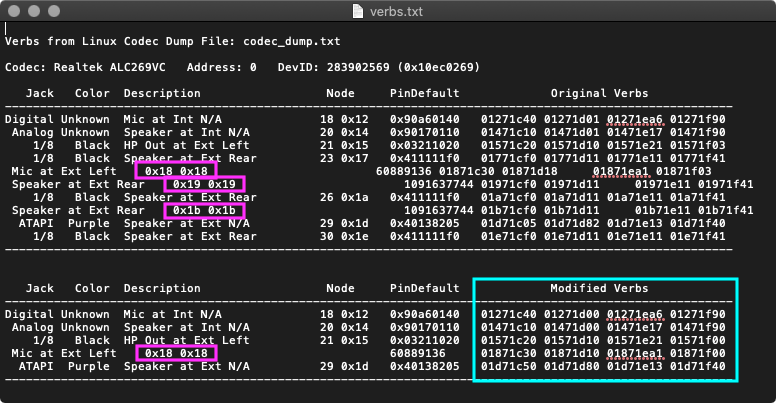 verbs.txt
Verbs from Linux Codec Dump File: codec_dump.txt
Codec: Realtek ALC269VC Address: 0 DevID: 283902569 (0x10ec0269)
Jack Color Description Node PinDefault Original Verbs
--------------------------------------------------------------------------------------------
Digital Unknown Mic at Int N/A 18 0x12 0x90a60140 01271c40 01271d01 01271ea6 01271f90
Analog Unknown Speaker at Int N/A 20 0x14 0x90170110 01471c10 01471d01 01471e17 01471f90
1/8 Black HP Out at Ext Left 21 0x15 0x03211020 01571c20 01571d10 01571e21 01571f03
1/8 Black Speaker at Ext Rear 23 0x17 0x411111f0 01771cf0 01771d11 01771e11 01771f41
Mic at Ext Left 0x18 0x18 60889136 01871c30 01871d18 01871ea1 01871f03
Speaker at Ext Rear 0x19 0x19 1091637744 01971cf0 01971d11 01971e11 01971f41
1/8 Black Speaker at Ext Rear 26 0x1a 0x411111f0 01a71cf0 01a71d11 01a71e11 01a71f41
Speaker at Ext Rear 0x1b 0x1b 1091637744 01b71cf0 01b71d11 01b71e11 01b71f41
ATAPI Purple Speaker at Ext N/A 29 0x1d 0x40138205 01d71c05 01d71d82 01d71e13 01d71f40
1/8 Black Speaker at Ext Rear 30 0x1e 0x411111f0 01e71cf0 01e71d11 01e71e11 01e71f41
--------------------------------------------------------------------------------------------
Jack Color Description Node PinDefault Modified Verbs
--------------------------------------------------------------------------------------------
Digital Unknown Mic at Int N/A 18 0x12 0x90a60140 01271c40 01271d00 01271ea6 01271f90
Analog Unknown Speaker at Int N/A 20 0x14 0x90170110 01471c10 01471d00 01471e17 01471f90
1/8 Black HP Out at Ext Left 21 0x15 0x03211020 01571c20 01571d10 01571e21 01571f00
Mic at Ext Left 0x18 0x18 60889136 01871c30 01871d10 01871ea1 01871f00
ATAPI Purple Speaker at Ext N/A 29 0x1d 0x40138205 01d71c50 01d71d80 01d71e13 01d71f40
--------------------------------------------------------------------------------------------